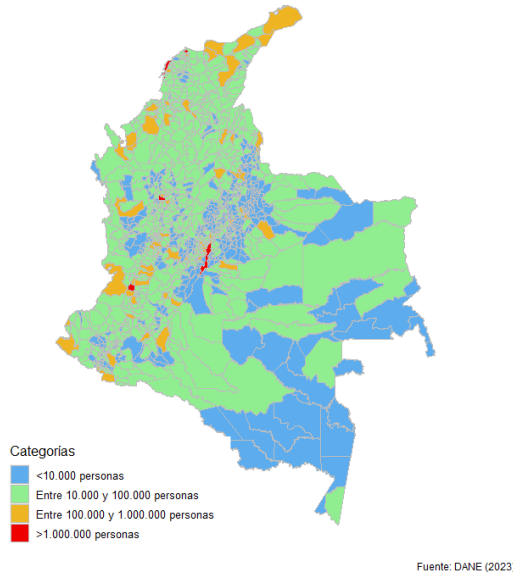 Categorías
<10.000 personas
Entre 10.000 y 100.000 personas
Entre 100.000 y 1.000.000 personas
>1.000.000 personas
Fuente: DANE (2023